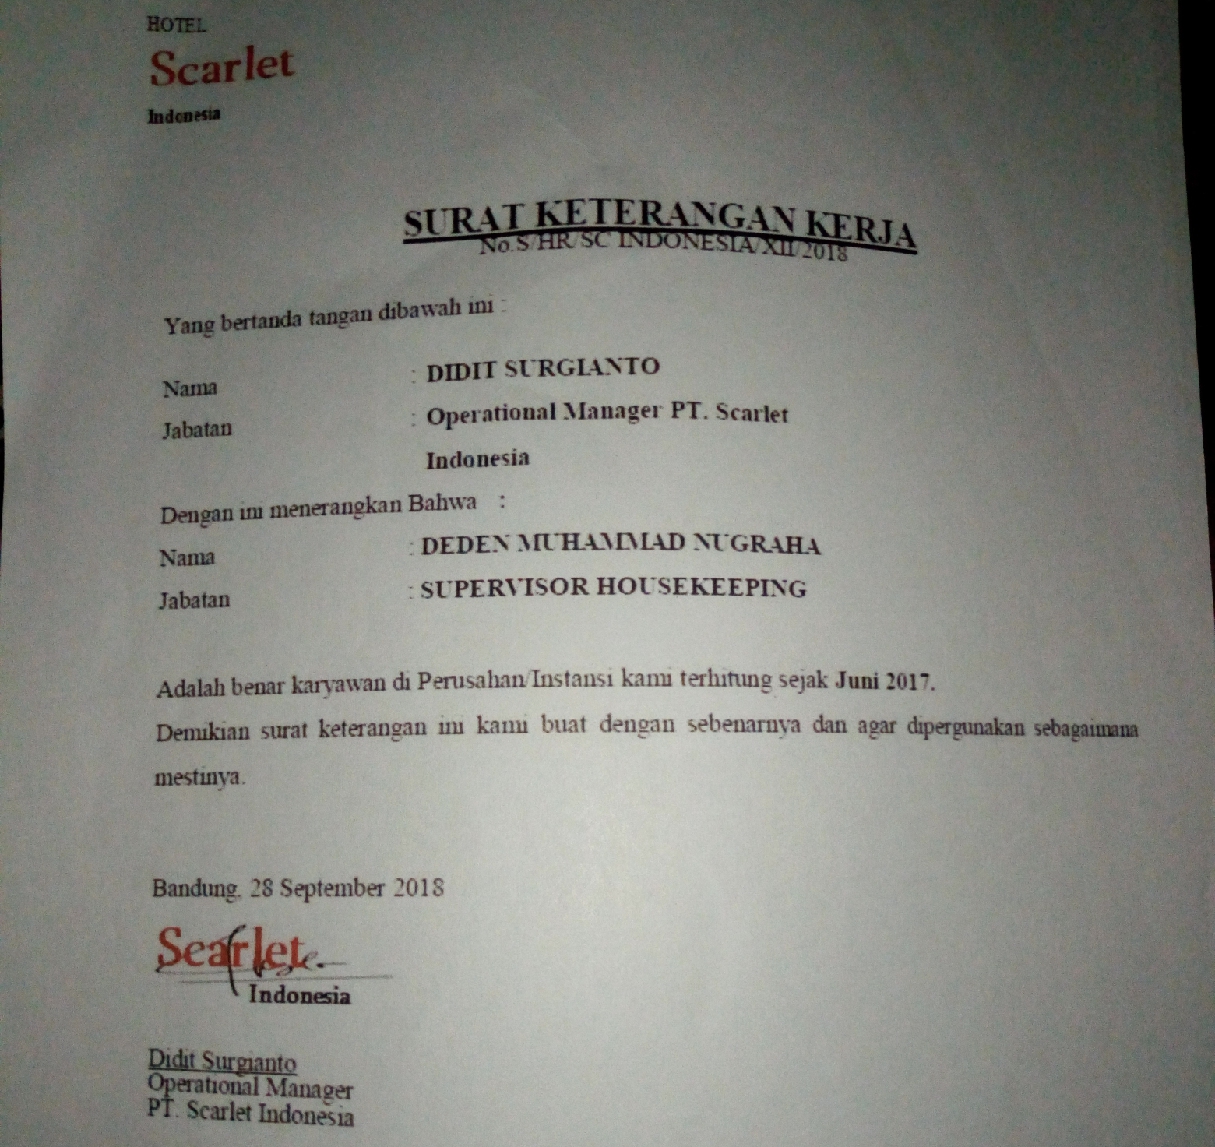 HOTEL
Scarlet
Indonesia
SURAT KETERANGAN KERJA
No.S/HR/SC INDONESIA/XII/2018
Yang bertanda tangan dibawah ini :
Nama : DIDIT SURGIANTO
Jabatan : Operational Manager PT. Scarlet
Indonesia
Dengan ini menerangkan Bahwa :
Nama : DEDEN MUHAMMAD NUGRAHA
Jabatan : SUPERVISOR HOUSEKEEPING
Adalah benar karyawan di Perusahan/Instansi kami terhitung sejak Juni 2017.
Demikian surat keterangan ini kami buat dengan sebenarnya dan agar dipergunakan sebagaimana
mestinya.
Bandung, 28 September 2018
Scarlet
Indonesia
Didit Surgianto
Operational Manager
PT. Scarlet Indonesia